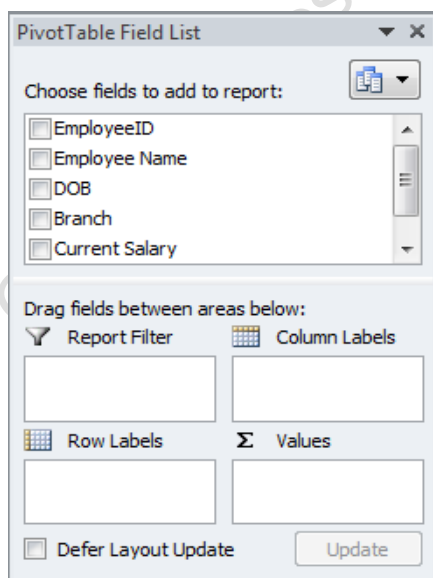 PivotTable Field List
Choose fields to add to report:
EmployeeID
Employee Name
DOB
Branch
Current Salary
Drag fields between areas below:
Report Filter Column Labels
Row Labels Σ Values
Defer Layout Update Update